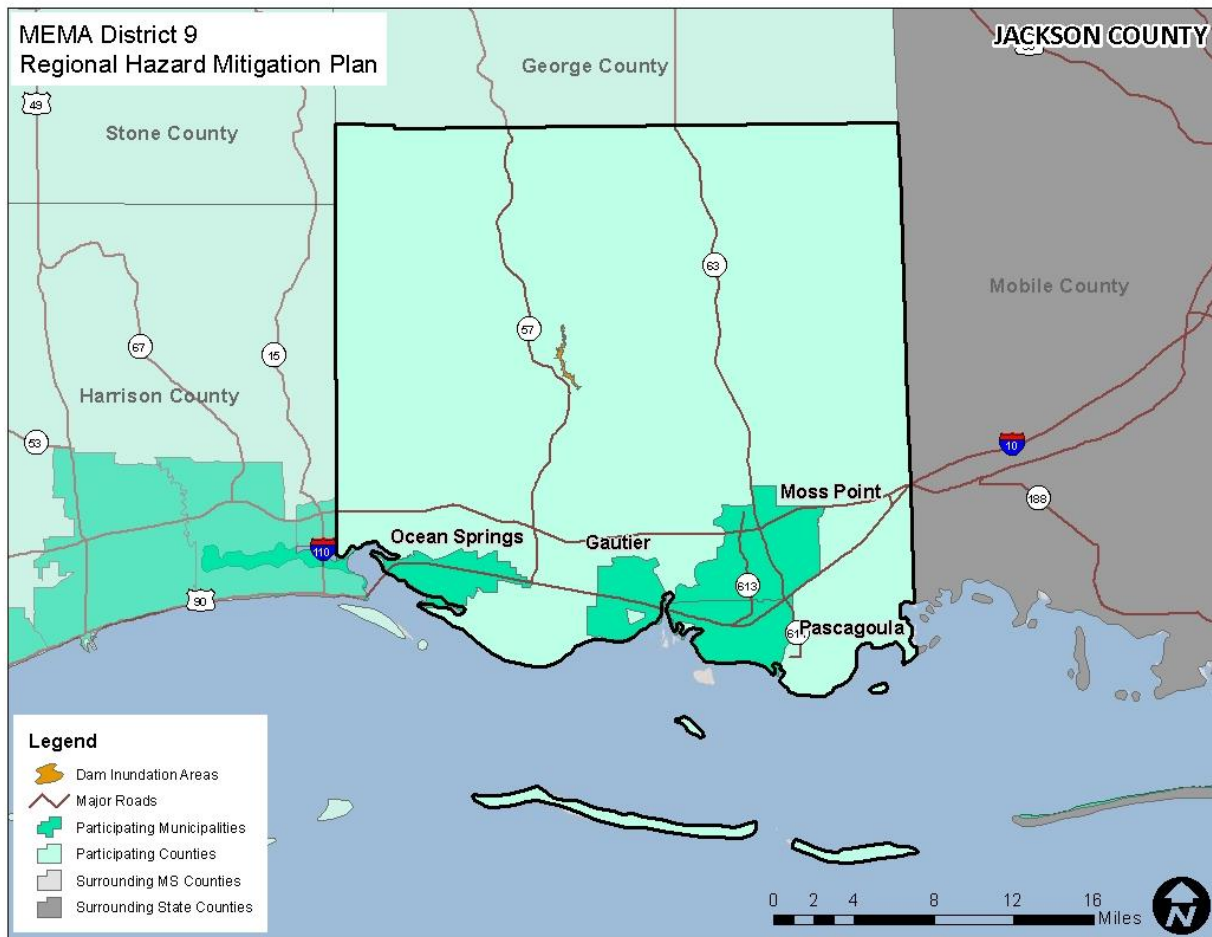 MEMA District 9
Regional Hazard Mitigation Plan
JACKSON COUNTY
George County
49
Stone County
63
Mobile County
57
67
15
Harrison County
53
10
188
Moss Point
Ocean Springs
Gautier
110
613
90
Pascagoula
Legend
Dam Inundation Areas
Major Roads
Participating Municipalities
Participating Counties
Surrounding MS Counties
Surrounding State Counties
0 2 4 8 12 16
Miles
N